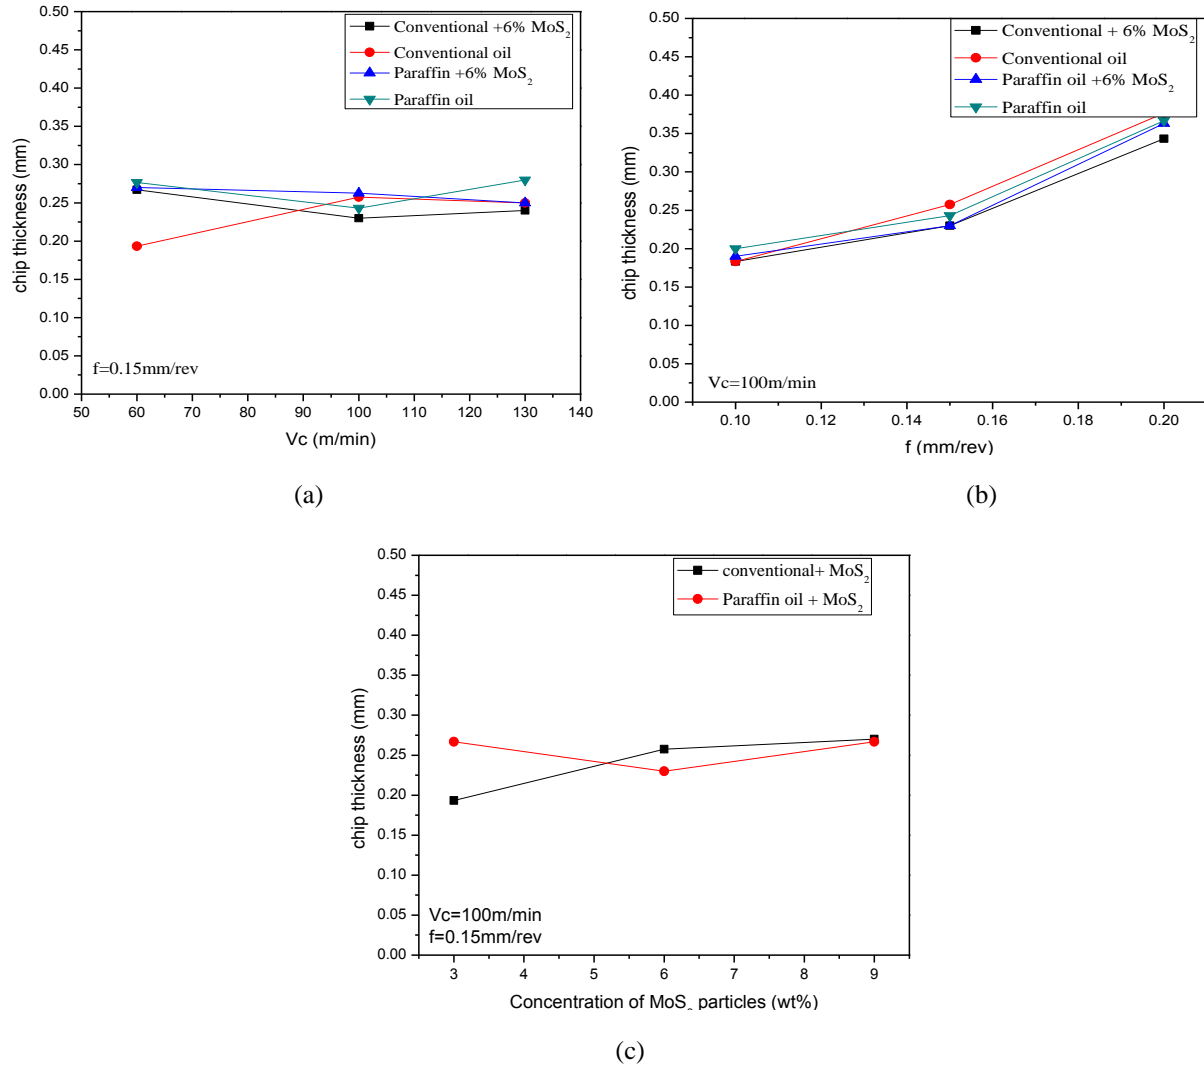 0.50
0.45
0.40
0.35
0.30
0.25
0.20
0.15
0.10
0.05
0.00
chip thickness (mm)
Conventional +6% MoS₂
Conventional oil
Paraffin +6% MoS₂
Paraffin oil
f=0.15mm/rev
50 60 70 80 90 100 110 120 130 140
Vc (m/min)
(a)
0.50
0.45
0.40
0.35
0.30
0.25
0.20
0.15
0.10
0.05
0.00
chip thickness (mm)
Conventional + 6% MoS₂
Conventional oil
Paraffin oil +6% MoS₂
Paraffin oil
Vc=100m/min
0.10 0.12 0.14 0.16 0.18 0.20
f (mm/rev)
(b)
0.50
0.45
0.40
0.35
0.30
0.25
0.20
0.15
0.10
0.05
0.00
chip thickness (mm)
conventional+ MoS₂
Paraffin oil + MoS₂
Vc=100m/min
f=0.15mm/rev
3 4 5 6 7 8 9
Concentration of MoS₂ particles (wt%)
(c)